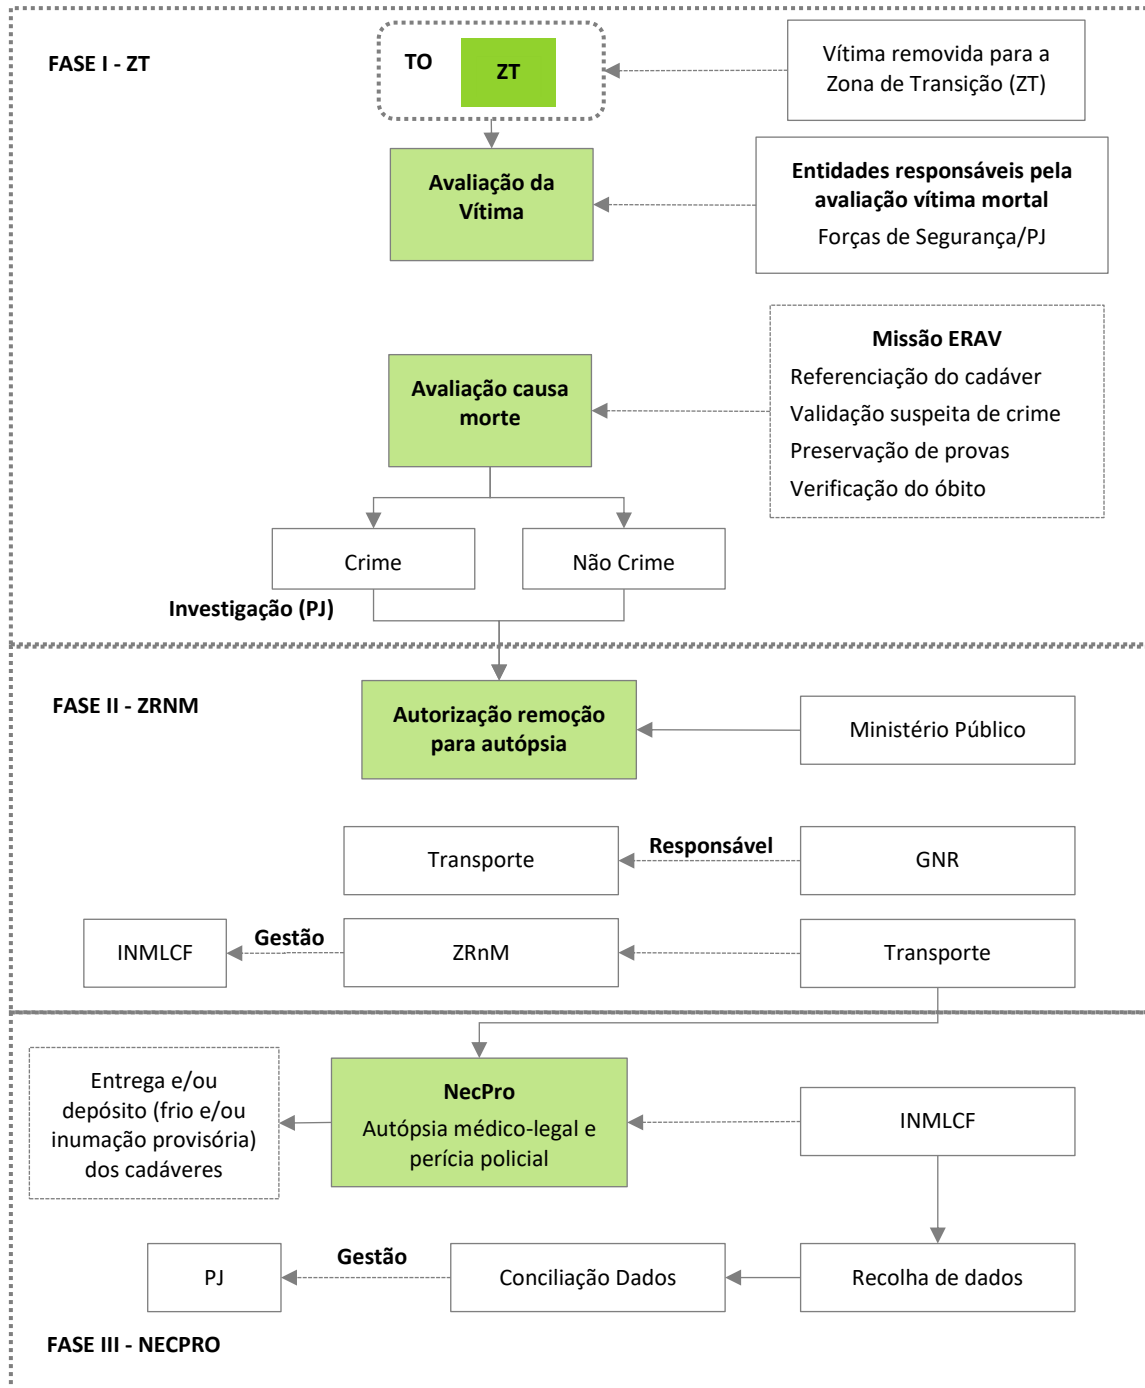 FASE I - ZT
TO
ZT
Vítima removida para a
Zona de Transição (ZT)
Avaliação da
Vítima
Entidades responsáveis pela
avaliação vítima mortal
Forças de Segurança/PJ
Avaliação causa
morte
Missão ERAV
Referenciação do cadáver
Validação suspeita de crime
Preservação de provas
Verificação do óbito
Crime
Não Crime
Investigação (PJ)
FASE II - ZRNM
Autorização remoção
para autópsia
Ministério Público
Transporte
Responsável
GNR
INMLCF
Gestão
ZRnM
Transporte
Entrega e/ou
depósito (frio e/ou
inumação provisória)
dos cadáveres
NecPro
Autópsia médico-legal e
perícia policial
INMLCF
PJ
Gestão
Conciliação Dados
Recolha de dados
FASE III - NECPRO